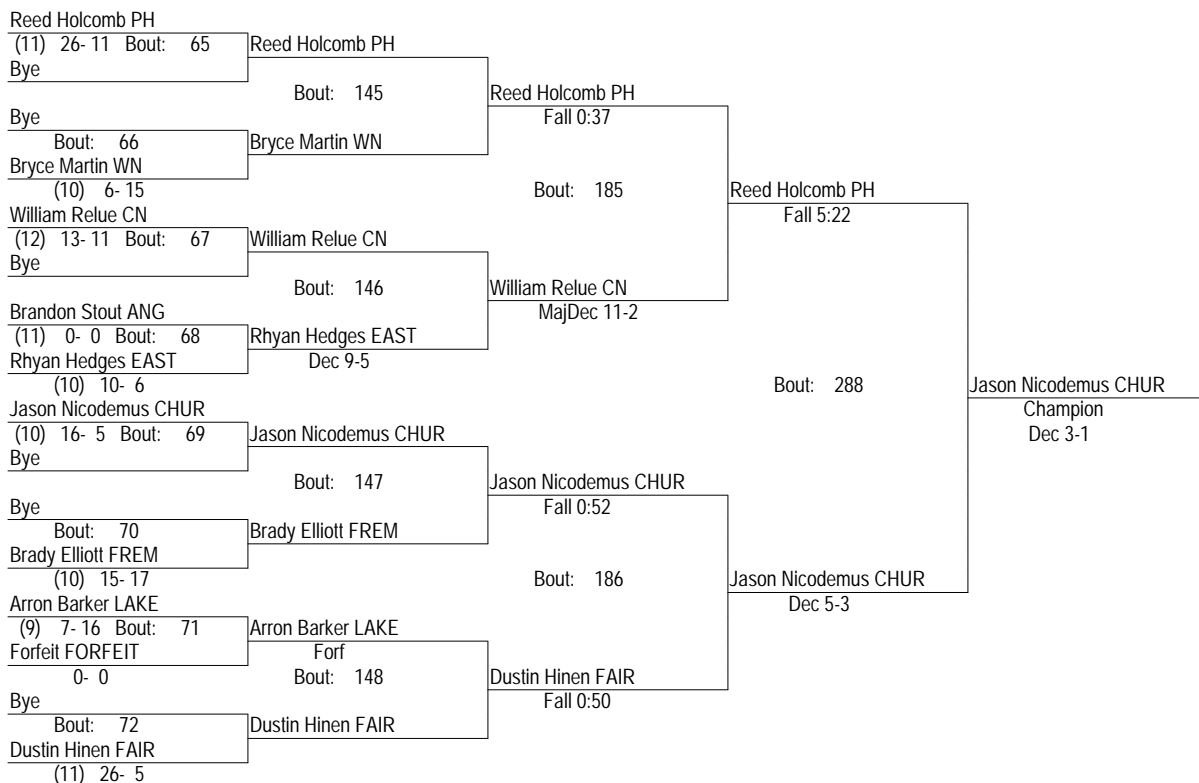 Reed Holcomb PH
(11) 26- 11 Bout: 65
Reed Holcomb PH
Bye
Bout: 145
Reed Holcomb PH
Bye
Fall 0:37
Bout: 66
Bryce Martin WN
Bryce Martin WN
(10) 6- 15
Bout: 185
Reed Holcomb PH
William Relue CN
Fall 5:22
(12) 13- 11 Bout: 67
William Relue CN
Bye
Bout: 146
William Relue CN
Brandon Stout ANG
MajDec 11-2
(11) 0- 0 Bout: 68
Rhyan Hedges EAST
Rhyan Hedges EAST
Dec 9-5
(10) 10- 6
Bout: 288
Jason Nicodemus CHUR
Jason Nicodemus CHUR
Champion
(10) 16- 5 Bout: 69
Jason Nicodemus CHUR
Dec 3-1
Bye
Bout: 147
Jason Nicodemus CHUR
Bye
Fall 0:52
Bout: 70
Brady Elliott FREM
Brady Elliott FREM
(10) 15- 17
Bout: 186
Jason Nicodemus CHUR
Arron Barker LAKE
Dec 5-3
(9) 7- 16 Bout: 71
Arron Barker LAKE
Forfeit FORFEIT
Forf
0- 0
Bout: 148
Dustin Hinen FAIR
Bye
Fall 0:50
Bout: 72
Dustin Hinen FAIR
Dustin Hinen FAIR
(11) 26- 5